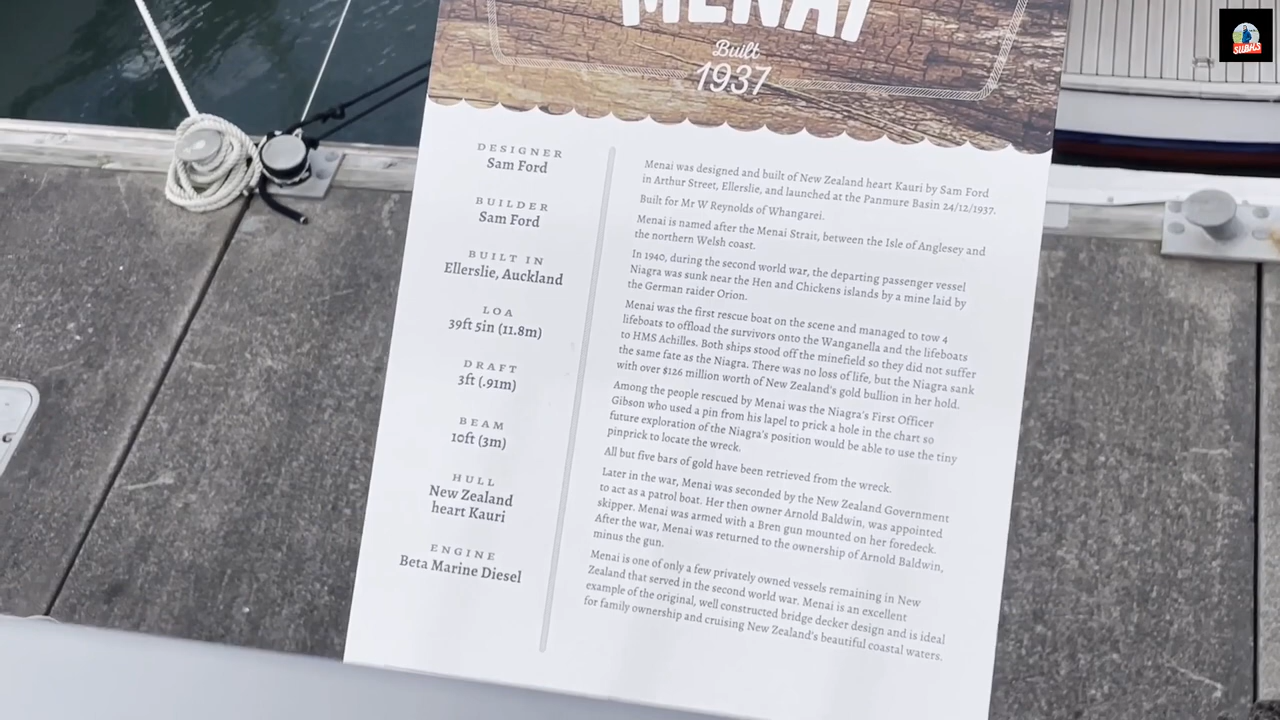 MENAI
Built
1937
DESIGNER
Sam Ford
BUILDER
Sam Ford
BUILT IN
Ellerslie, Auckland
LOA
39ft 5in (11.8m)
DRAFT
3ft (.91m)
BEAM
10ft (3m)
HULL
New Zealand
heart Kauri
ENGINE
Beta Marine Diesel
Menai was designed and built of New Zealand heart Kauri by Sam Ford
in Arthur Street, Ellerslie, and launched at the Panmure Basin 24/12/1937.
Built for Mr W Reynolds of Whangarei.
Menai is named after the Menai Strait, between the Isle of Anglesey and
the northern Welsh coast.
In 1940, during the second world war, the departing passenger vessel
Niagra was sunk near the Hen and Chickens islands by a mine laid by
the German raider Orion.
Menai was the first rescue boat on the scene and managed to tow 4
lifeboats to offload the survivors onto the Wanganella and the lifeboats
to HMS Achilles. Both ships stood off the minefield so they did not suffer
the same fate as the Niagra. There was no loss of life, but the Niagra sank
with over $126 million worth of New Zealand's gold bullion in her hold.
Among the people rescued by Menai was the Niagra's First Officer
Gibson who used a pin from his lapel to prick a hole in the chart so
future exploration of the Niagra's position would be able to use the tiny
pinprick to locate the wreck.
All but five bars of gold have been retrieved from the wreck.
Later in the war, Menai was seconded by the New Zealand Government
to act as a patrol boat. Her then owner Arnold Baldwin, was appointed
skipper. Menai was armed with a Bren gun mounted on her foredeck.
After the war, Menai was returned to the ownership of Arnold Baldwin,
minus the gun.
Menai is one of only a few privately owned vessels remaining in New
Zealand that served in the second world war. Menai is an excellent
example of the original, well constructed bridge decker design and is ideal
for family ownership and cruising New Zealand's beautiful coastal waters.
SUBHS